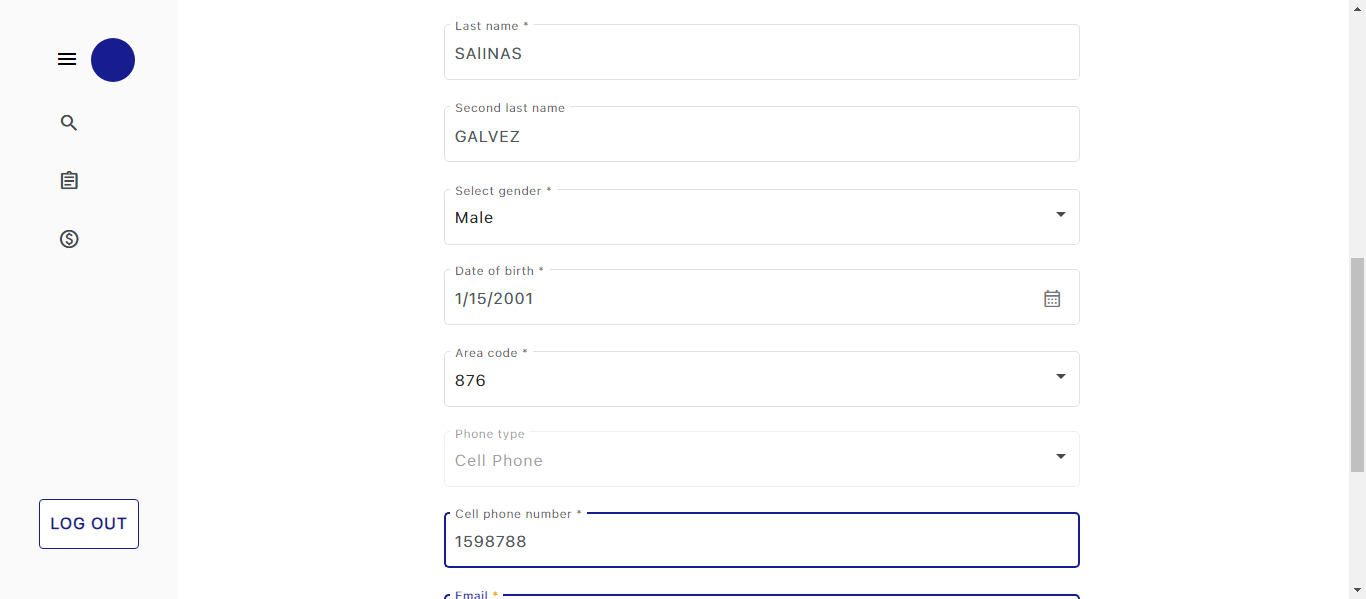 Last name *
SAlINAS
Second last name
GALVEZ
Select gender *
Male
Date of birth *
1/15/2001
Area code *
876
Phone type
Cell Phone
Cell phone number *
1598788
Email *
LOG OUT